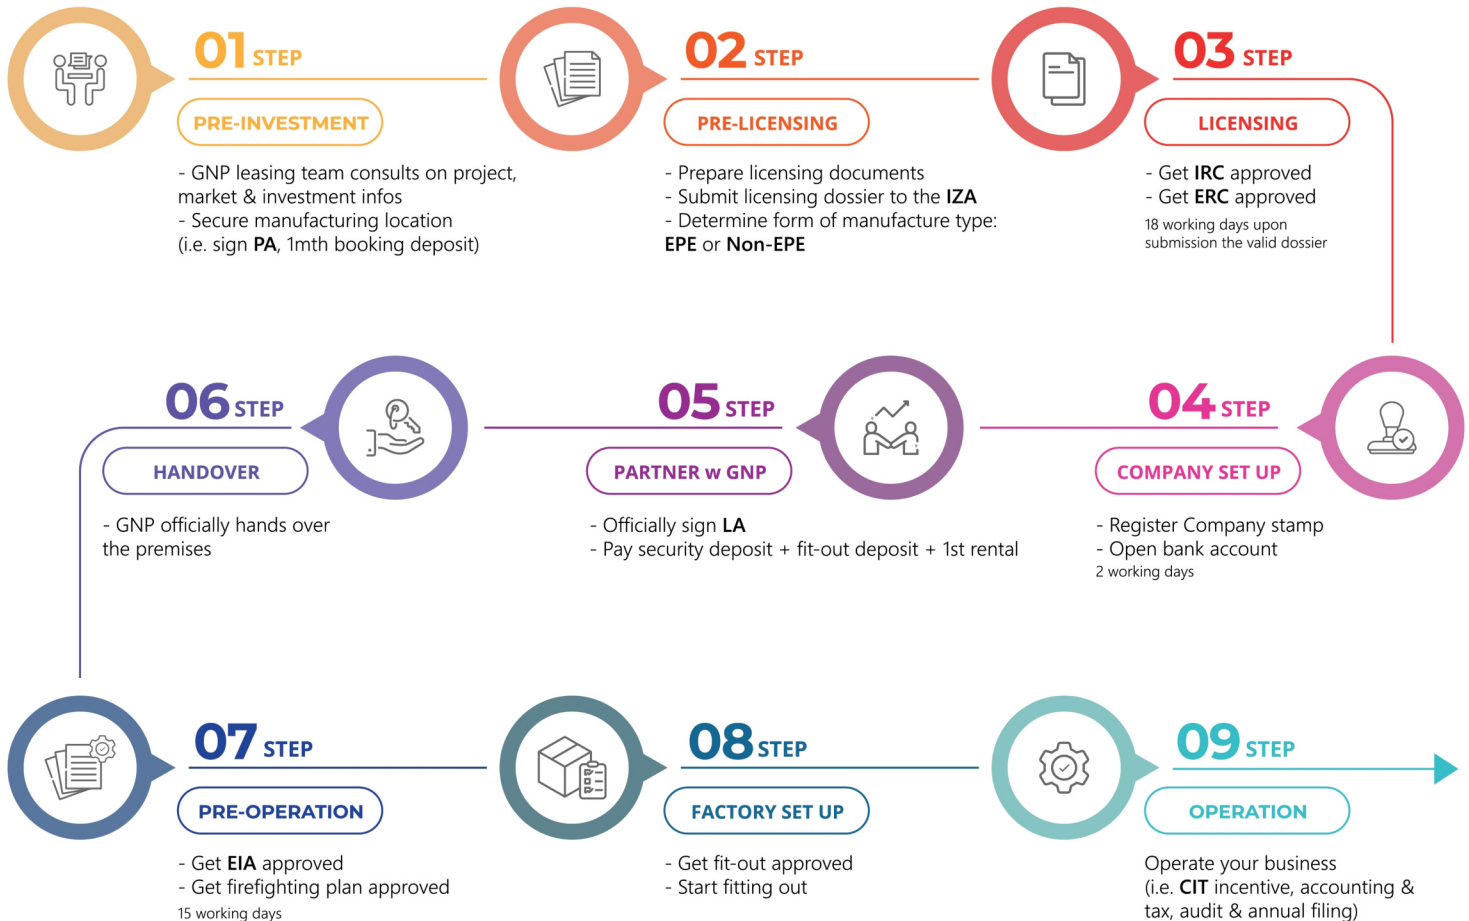 01 STEP
PRE-INVESTMENT
- GNP leasing team consults on project,
market & investment infos
- Secure manufacturing location
(i.e. sign PA, 1mth booking deposit)
02 STEP
PRE-LICENSING
- Prepare licensing documents
- Submit licensing dossier to the IZA
- Determine form of manufacture type:
EPE or Non-EPE
03 STEP
LICENSING
- Get IRC approved
- Get ERC approved
18 working days upon
submission the valid dossier
04 STEP
COMPANY SET UP
- Register Company stamp
- Open bank account
2 working days
05 STEP
PARTNER w GNP
- Officially sign LA
- Pay security deposit + fit-out deposit + 1st rental
06 STEP
HANDOVER
- GNP officially hands over
the premises
07 STEP
PRE-OPERATION
- Get EIA approved
- Get firefighting plan approved
15 working days
08 STEP
FACTORY SET UP
- Get fit-out approved
- Start fitting out
09 STEP
OPERATION
Operate your business
(i.e. CIT incentive, accounting &
tax, audit & annual filing)